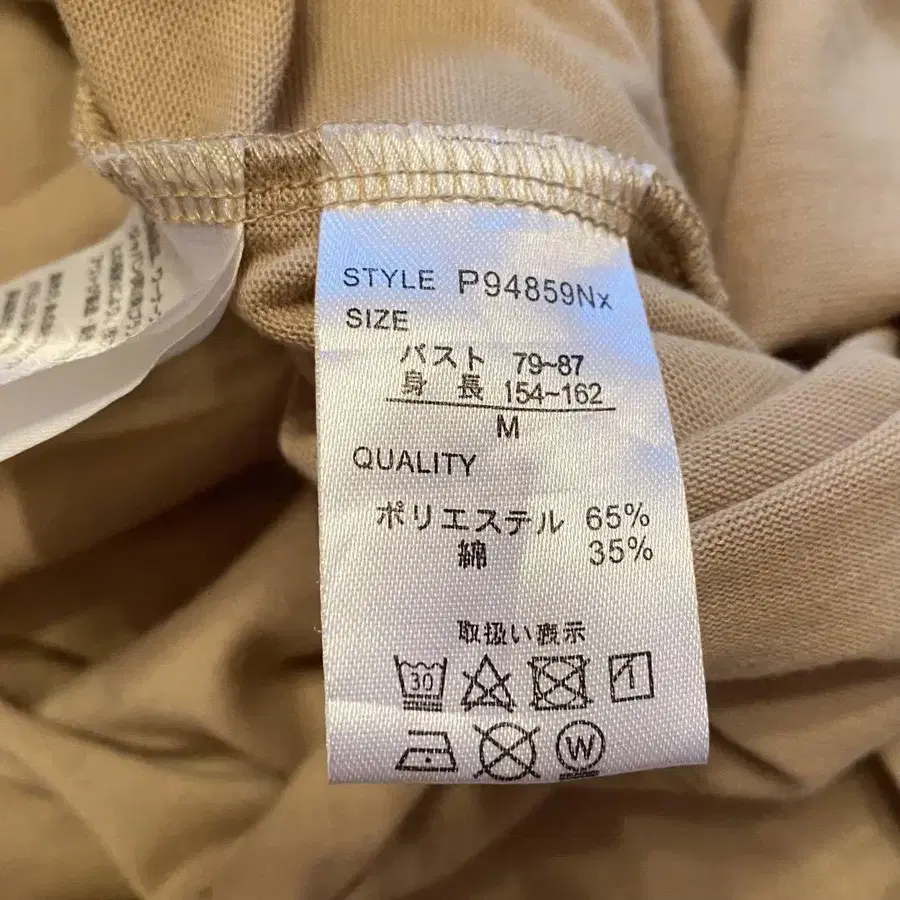 STYLE P94859Nx
SIZE
バスト 79~87
身 長 154~162
M
QUALITY
ポリエステル 65%
綿 35%
取扱い表示
30
W